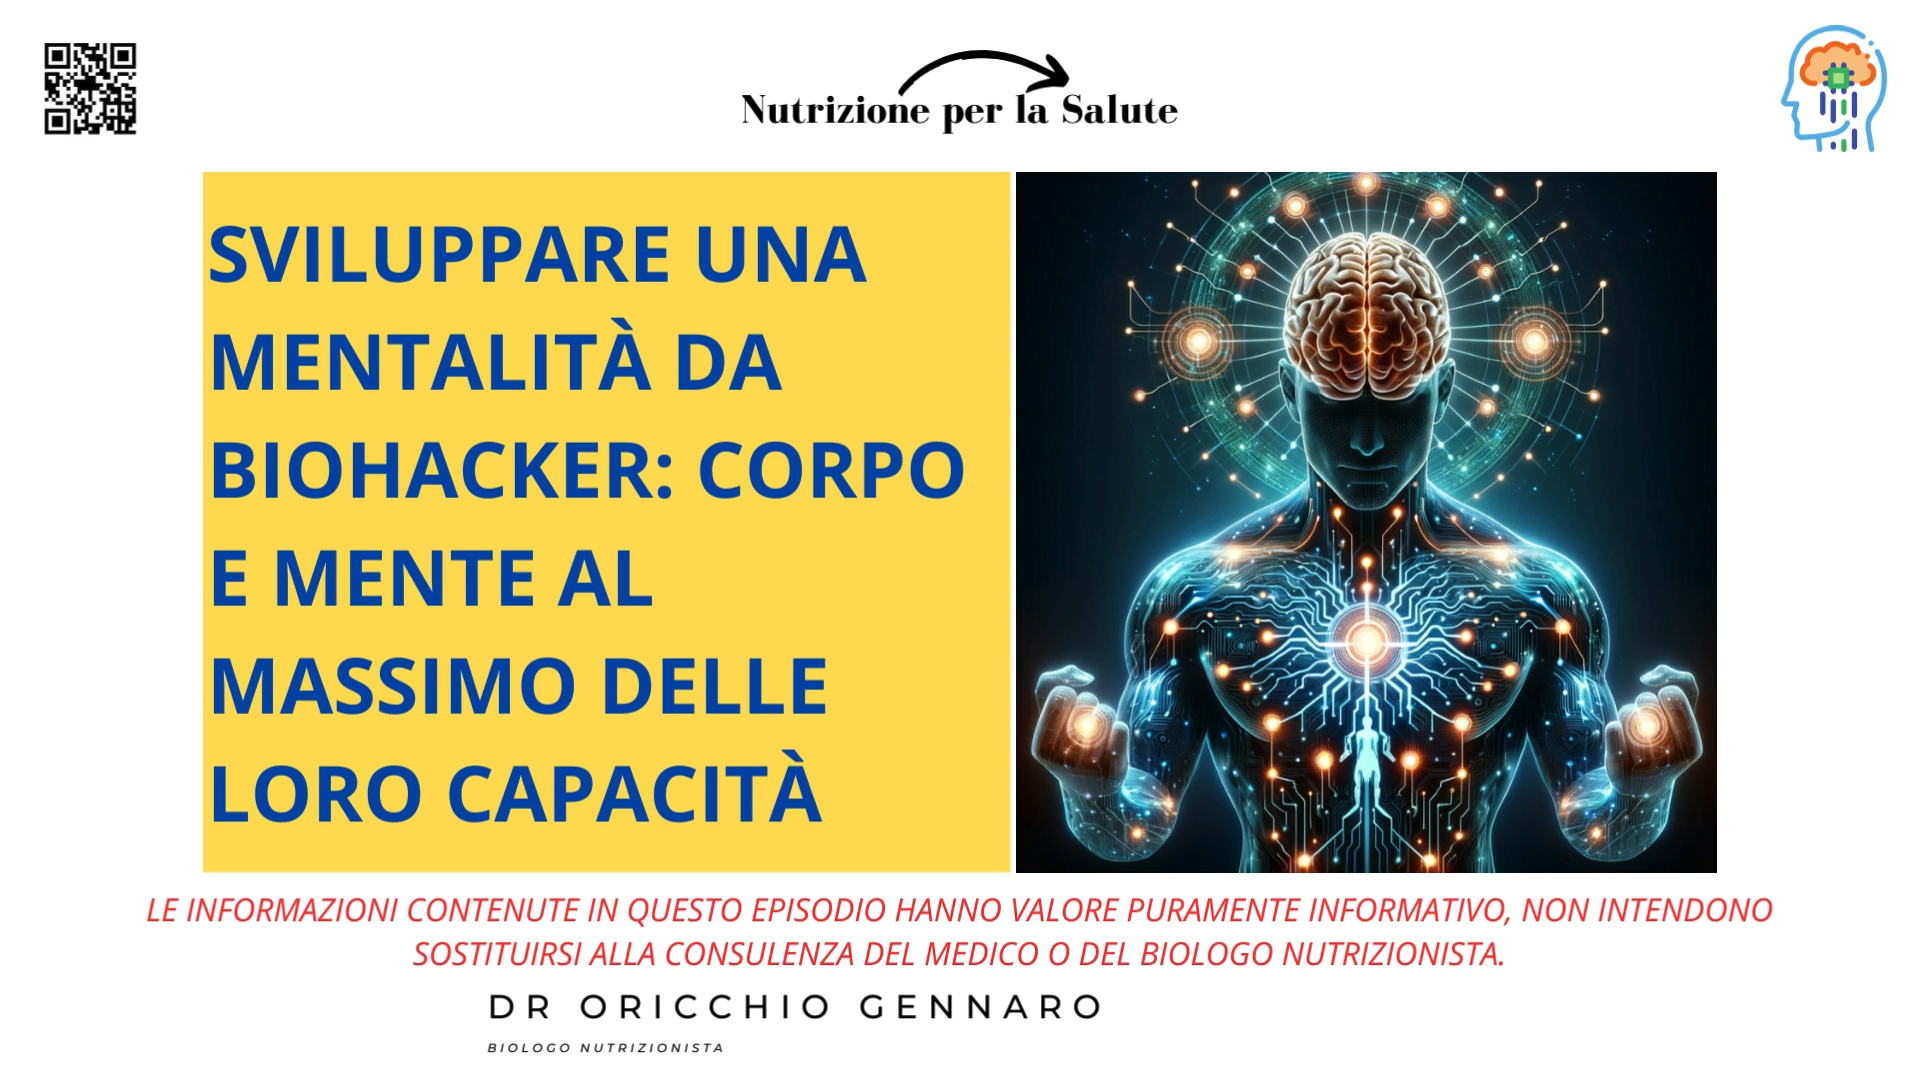 Nutrizione per la Salute
SVILUPPARE UNA
MENTALITÀ DA
BIOHACKER: CORPO
E MENTE AL
MASSIMO DELLE
LORO CAPACITÀ
LE INFORMAZIONI CONTENUTE IN QUESTO EPISODIO HANNO VALORE PURAMENTE INFORMATIVO, NON INTENDONO
SOSTITUIRSI ALLA CONSULENZA DEL MEDICO O DEL BIOLOGO NUTRIZIONISTA.
DR ORICCHIO GENNARO
BIOLOGO NUTRIZIONISTA